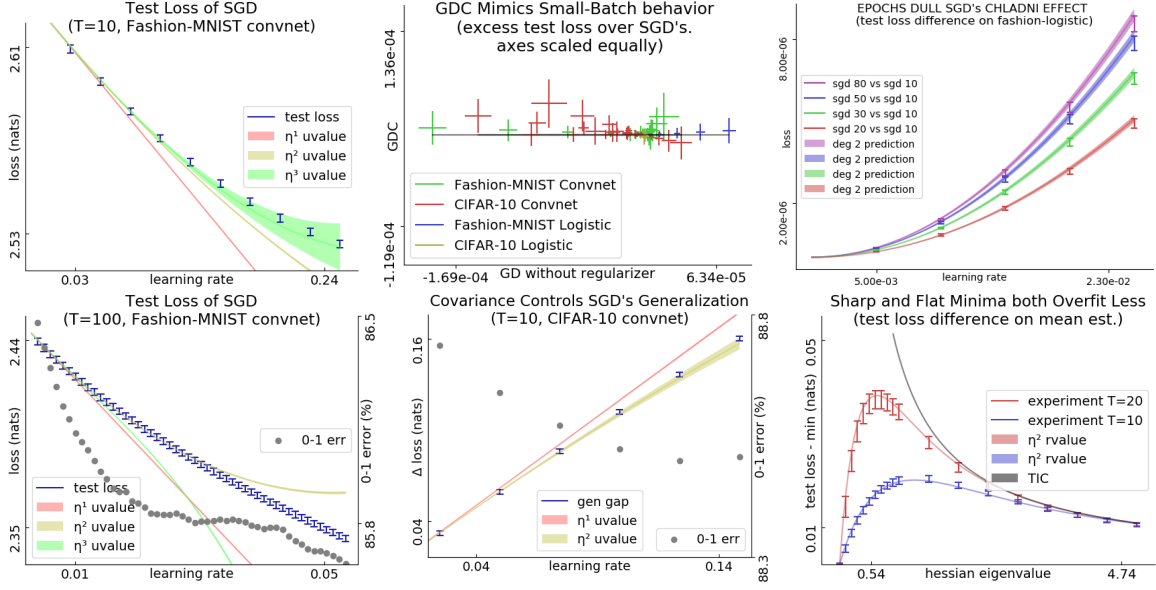 Test Loss of SGD
(T=10, Fashion-MNIST convnet)
loss (nats)
2.61
2.53
test loss
η¹ uvalue
η² uvalue
η³ uvalue
0.03
learning rate
0.24
GDC Mimics Small-Batch behavior
(excess test loss over SGD's.
axes scaled equally)
GDC
1.36e-04
-1.19e-04
Fashion-MNIST Convnet
CIFAR-10 Convnet
Fashion-MNIST Logistic
CIFAR-10 Logistic
-1.69e-04
GD without regularizer
6.34e-05
EPOCHS DULL SGD's CHLADNI EFFECT
(test loss difference on fashion-logistic)
loss
8.00e-06
2.00e-06
sgd 80 vs sgd 10
sgd 50 vs sgd 10
sgd 30 vs sgd 10
sgd 20 vs sgd 10
deg 2 prediction
deg 2 prediction
deg 2 prediction
deg 2 prediction
5.00e-03
learning rate
2.30e-02
Test Loss of SGD
(T=100, Fashion-MNIST convnet)
loss (nats)
2.44
2.35
0-1 err
test loss
η¹ uvalue
η² uvalue
η³ uvalue
0-1 error (%)
86.5
85.8
0.01
learning rate
0.05
Covariance Controls SGD's Generalization
(T=10, CIFAR-10 convnet)
Δ loss (nats)
0.16
0.04
gen gap
η¹ uvalue
η² uvalue
0-1 err
0-1 error (%)
88.8
88.3
0.04
learning rate
0.14
Sharp and Flat Minima both Overfit Less
(test loss difference on mean est.)
test loss - min (nats)
0.05
0.01
experiment T=20
experiment T=10
η² rvalue
η² rvalue
TIC
0.54
hessian eigenvalue
4.74